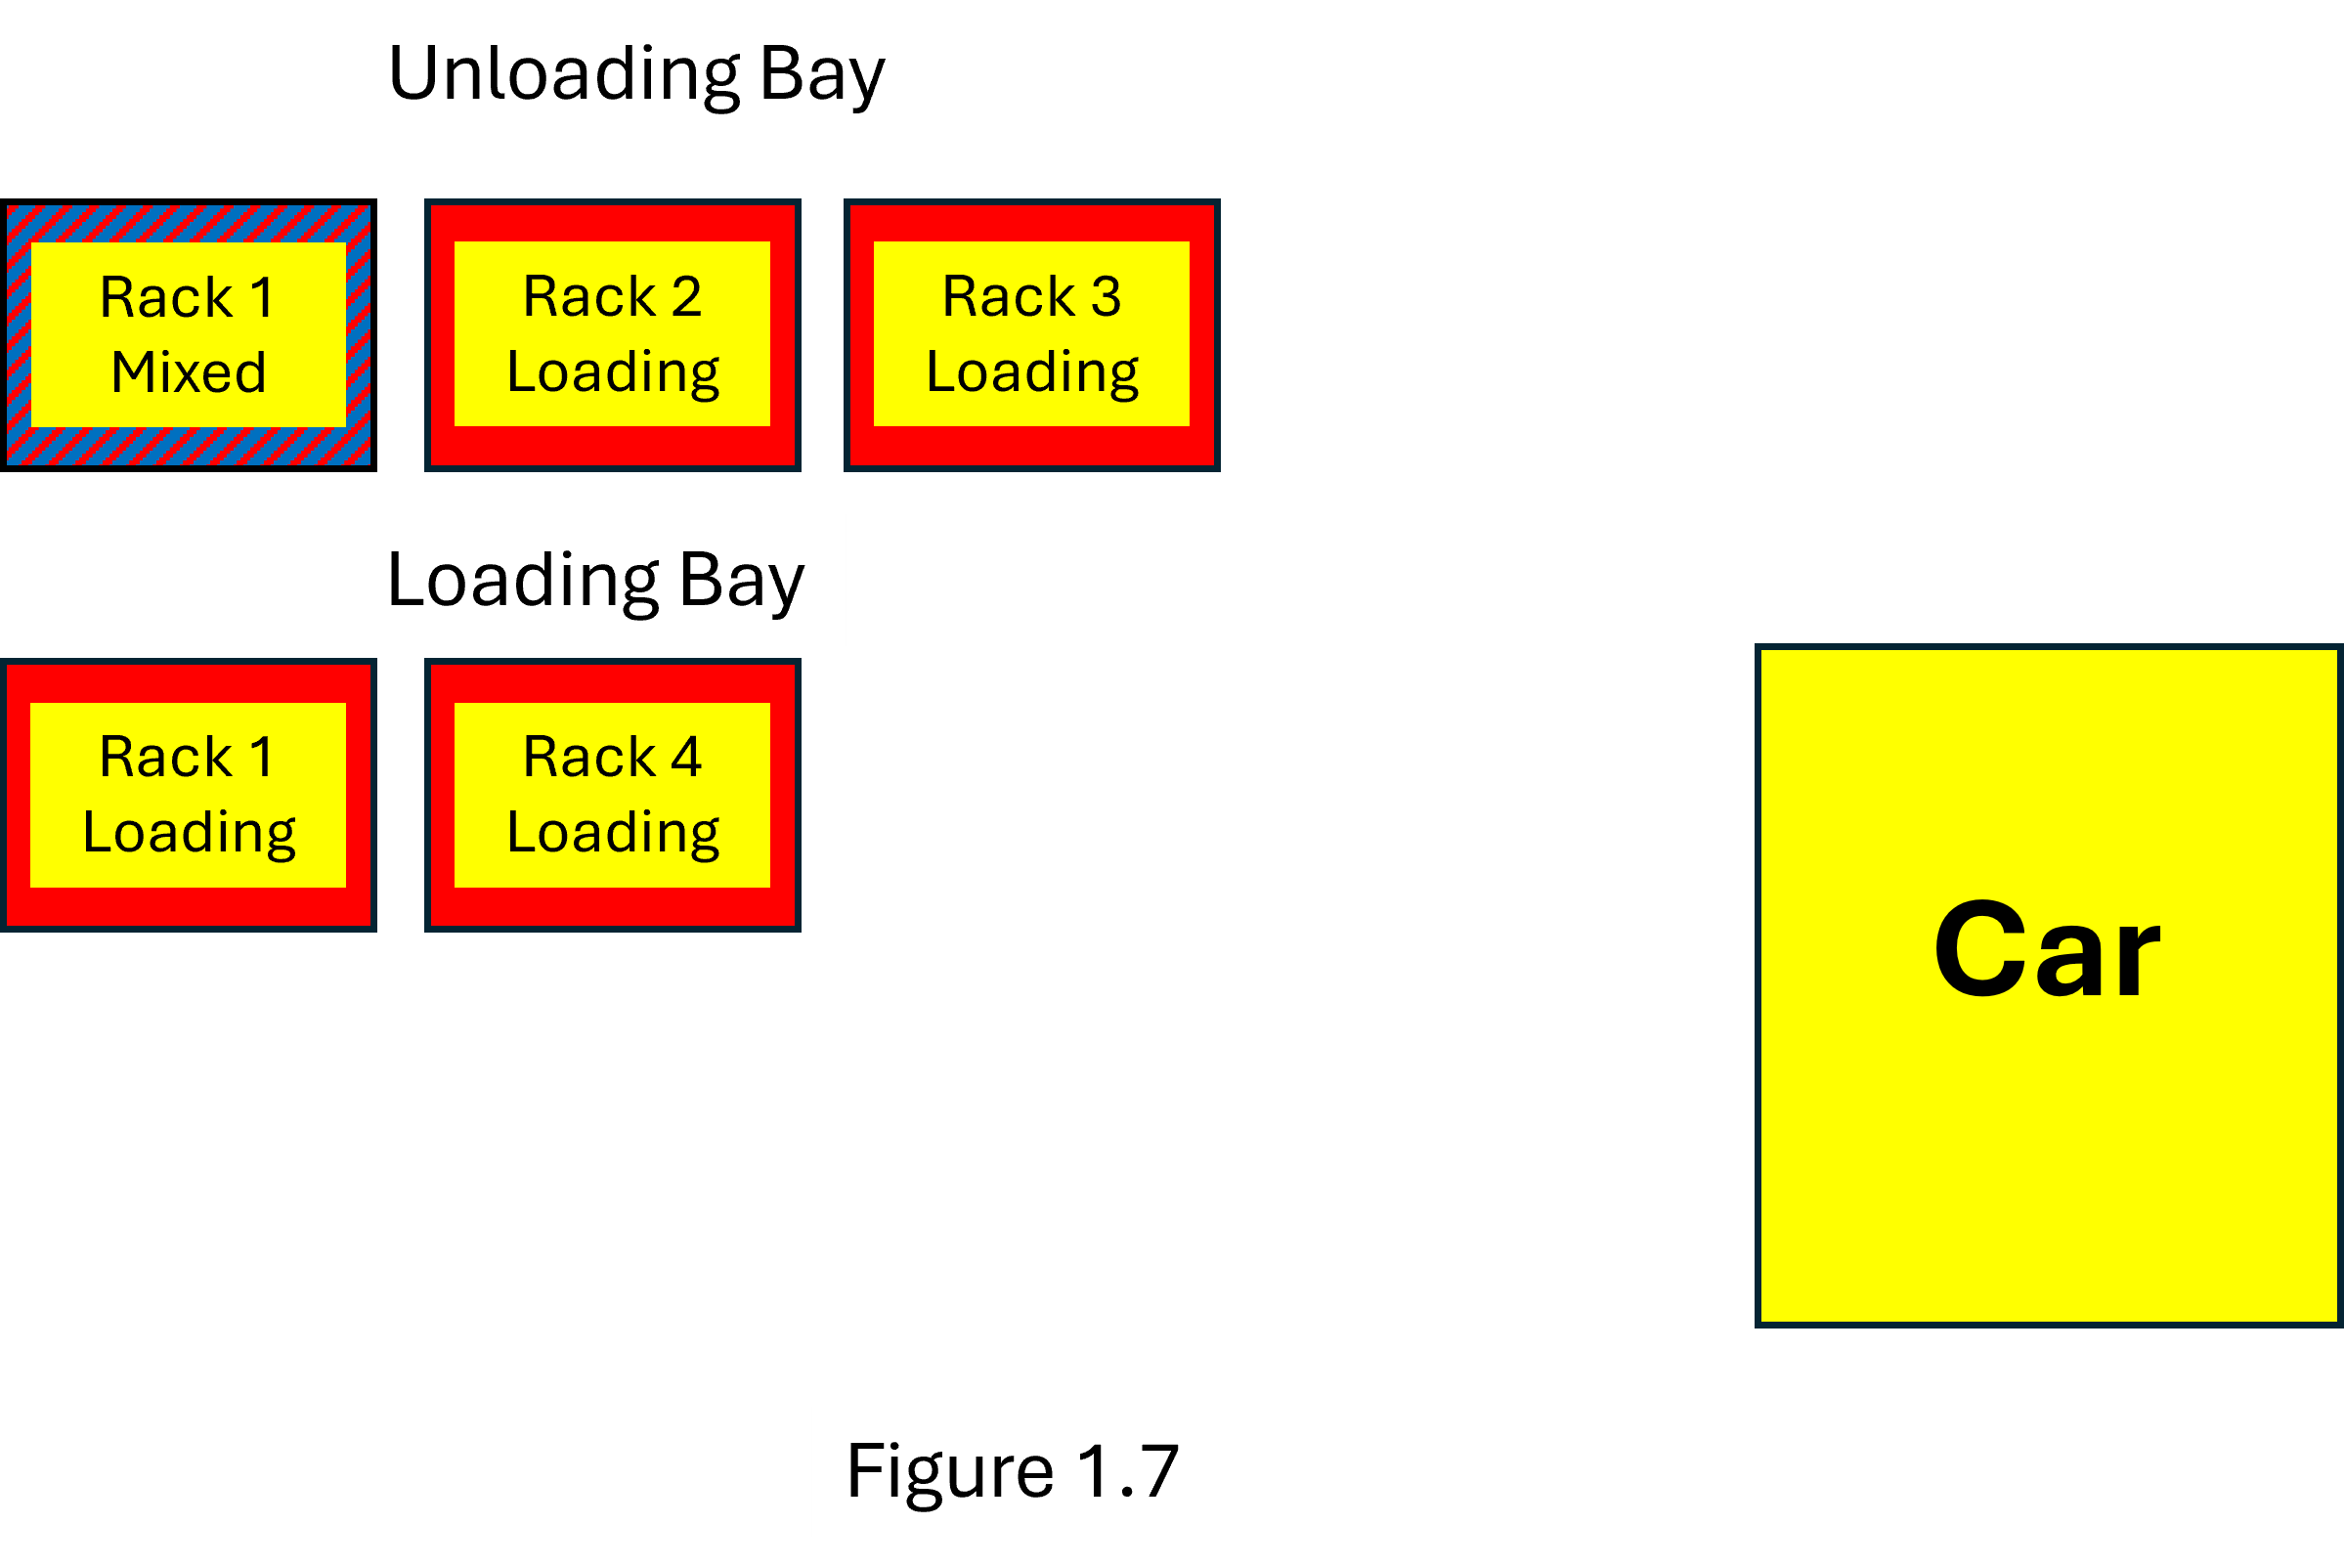 Unloading Bay
Rack 1
Mixed
Rack 2
Loading
Rack 3
Loading
Loading Bay
Rack 1
Loading
Rack 4
Loading
Car
Figure 1.7